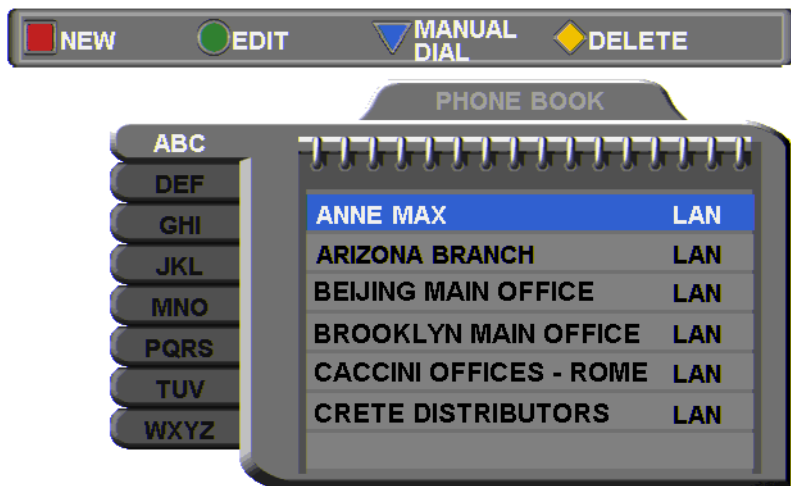 NEW
EDIT
MANUAL
DIAL
DELETE
PHONE BOOK
ABC
DEF
GHI
JKL
MNO
PQRS
TUV
WXYZ
ANNE MAX LAN
ARIZONA BRANCH LAN
BEIJING MAIN OFFICE LAN
BROOKLYN MAIN OFFICE LAN
CACCINI OFFICES - ROME LAN
CRETE DISTRIBUTORS LAN